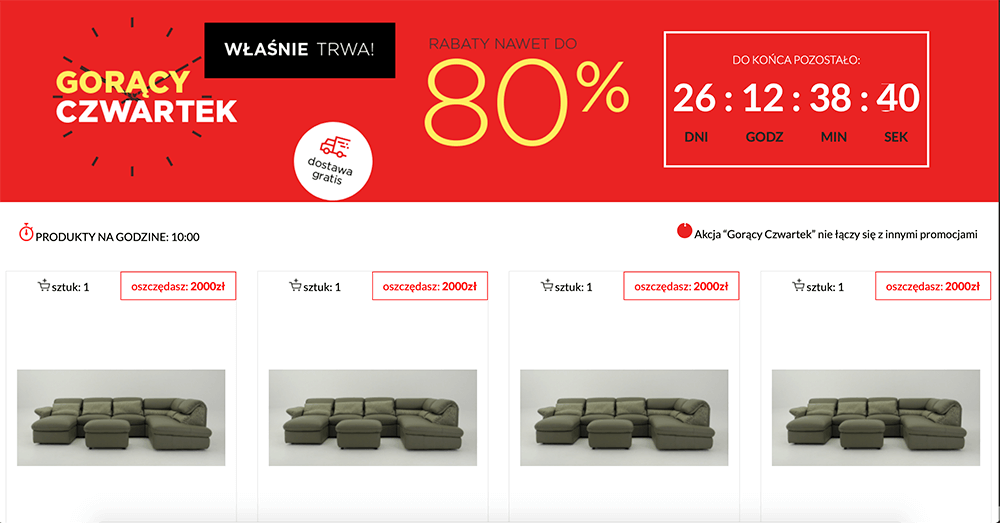 GORĄCY
CZWARTEK
WŁAŚNIE TRWA!
dostawa
gratis
RABATY NAWET DO
80%
DO KOŃCA POZOSTAŁO:
26 : 12 : 38 : 40
DNI GODZ MIN SEK
PRODUKTY NA GODZINE: 10:00
Akcja “Gorący Czwartek” nie łączy się z innymi promocjami
sztuk: 1
oszczędasz: 2000zł
sztuk: 1
oszczędasz: 2000zł
sztuk: 1
oszczędasz: 2000zł
sztuk: 1
oszczędasz: 2000zł